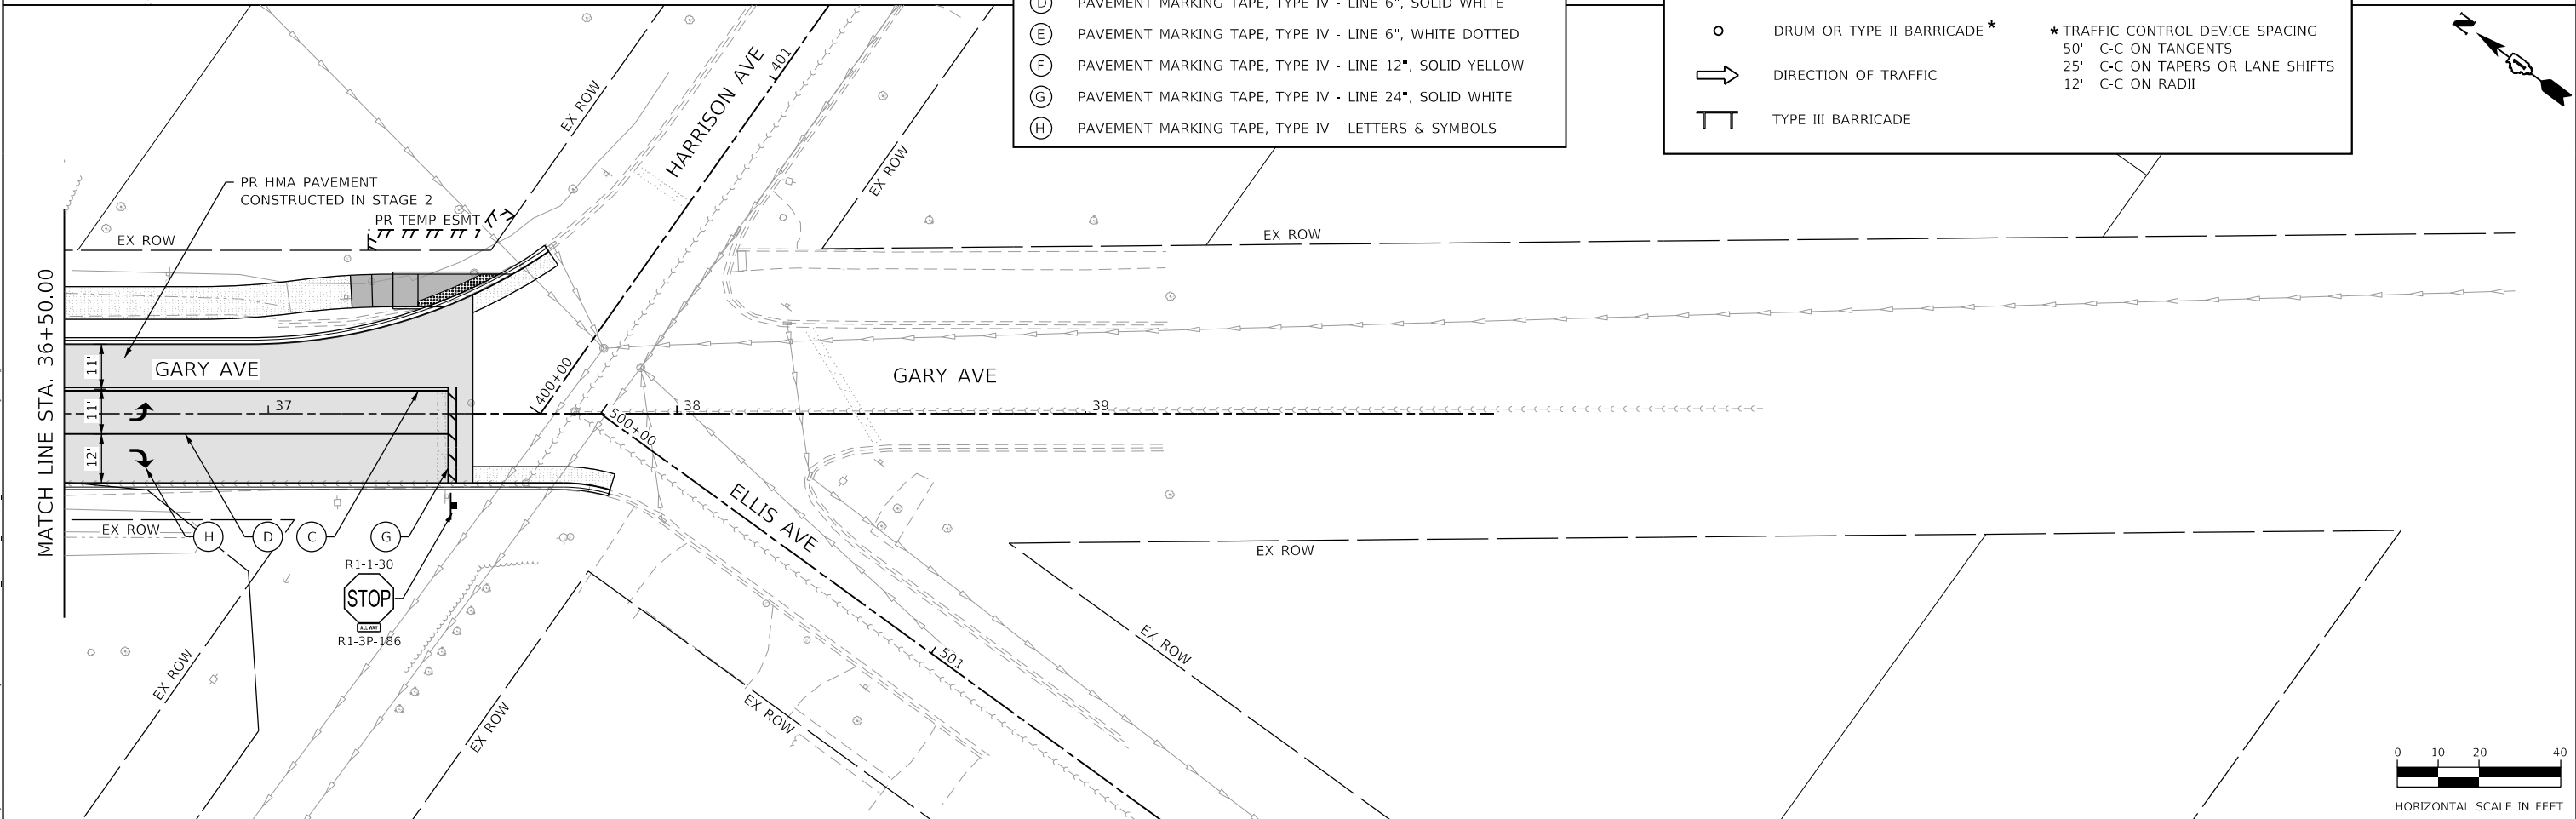 D PAVEMENT MARKING TAPE, TYPE IV - LINE 6", SOLID WHITE
E PAVEMENT MARKING TAPE, TYPE IV - LINE 6", WHITE DOTTED
F PAVEMENT MARKING TAPE, TYPE IV - LINE 12", SOLID YELLOW
G PAVEMENT MARKING TAPE, TYPE IV - LINE 24", SOLID WHITE
H PAVEMENT MARKING TAPE, TYPE IV - LETTERS & SYMBOLS
DRUM OR TYPE II BARRICADE *
DIRECTION OF TRAFFIC
TYPE III BARRICADE
* TRAFFIC CONTROL DEVICE SPACING
50' C-C ON TANGENTS
25' C-C ON TAPERS OR LANE SHIFTS
12' C-C ON RADII
N
HARRISON AVE
401
EX ROW
EX ROW
PR HMA PAVEMENT
CONSTRUCTED IN STAGE 2
PR TEMP ESMT
EX ROW
EX ROW
MATCH LINE STA. 36+50.00
11'
11'
12'
GARY AVE
37
400+00
500+00
38
39
GARY AVE
ELLIS AVE
501
EX ROW
H
D
C
G
R1-1-30
STOP
ALL WAY
R1-3P-186
EX ROW
EX ROW
EX ROW
EX ROW
EX ROW
0 10 20 40
HORIZONTAL SCALE IN FEET